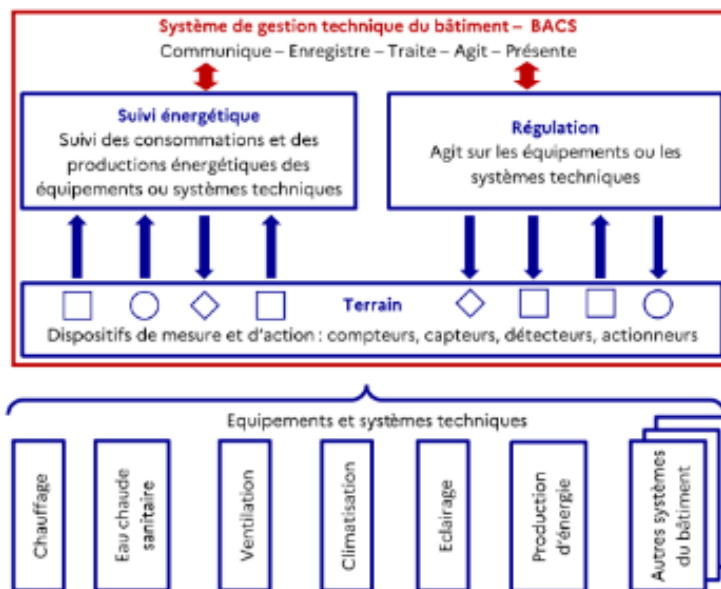 Système de gestion technique du bâtiment – BACS
Communique – Enregistre – Traite – Agit – Présente
Suivi énergétique
Suivi des consommations et des
productions énergétiques des
équipements ou systèmes techniques
Régulation
Agit sur les équipements ou les
systèmes techniques
Terrain
Dispositifs de mesure et d'action : compteurs, capteurs, détecteurs, actionneurs
Equipements et systèmes techniques
Chauffage
Eau chaude
sanitaire
Ventilation
Climatisation
Eclairage
Production
d'énergie
Autres systèmes
du bâtiment